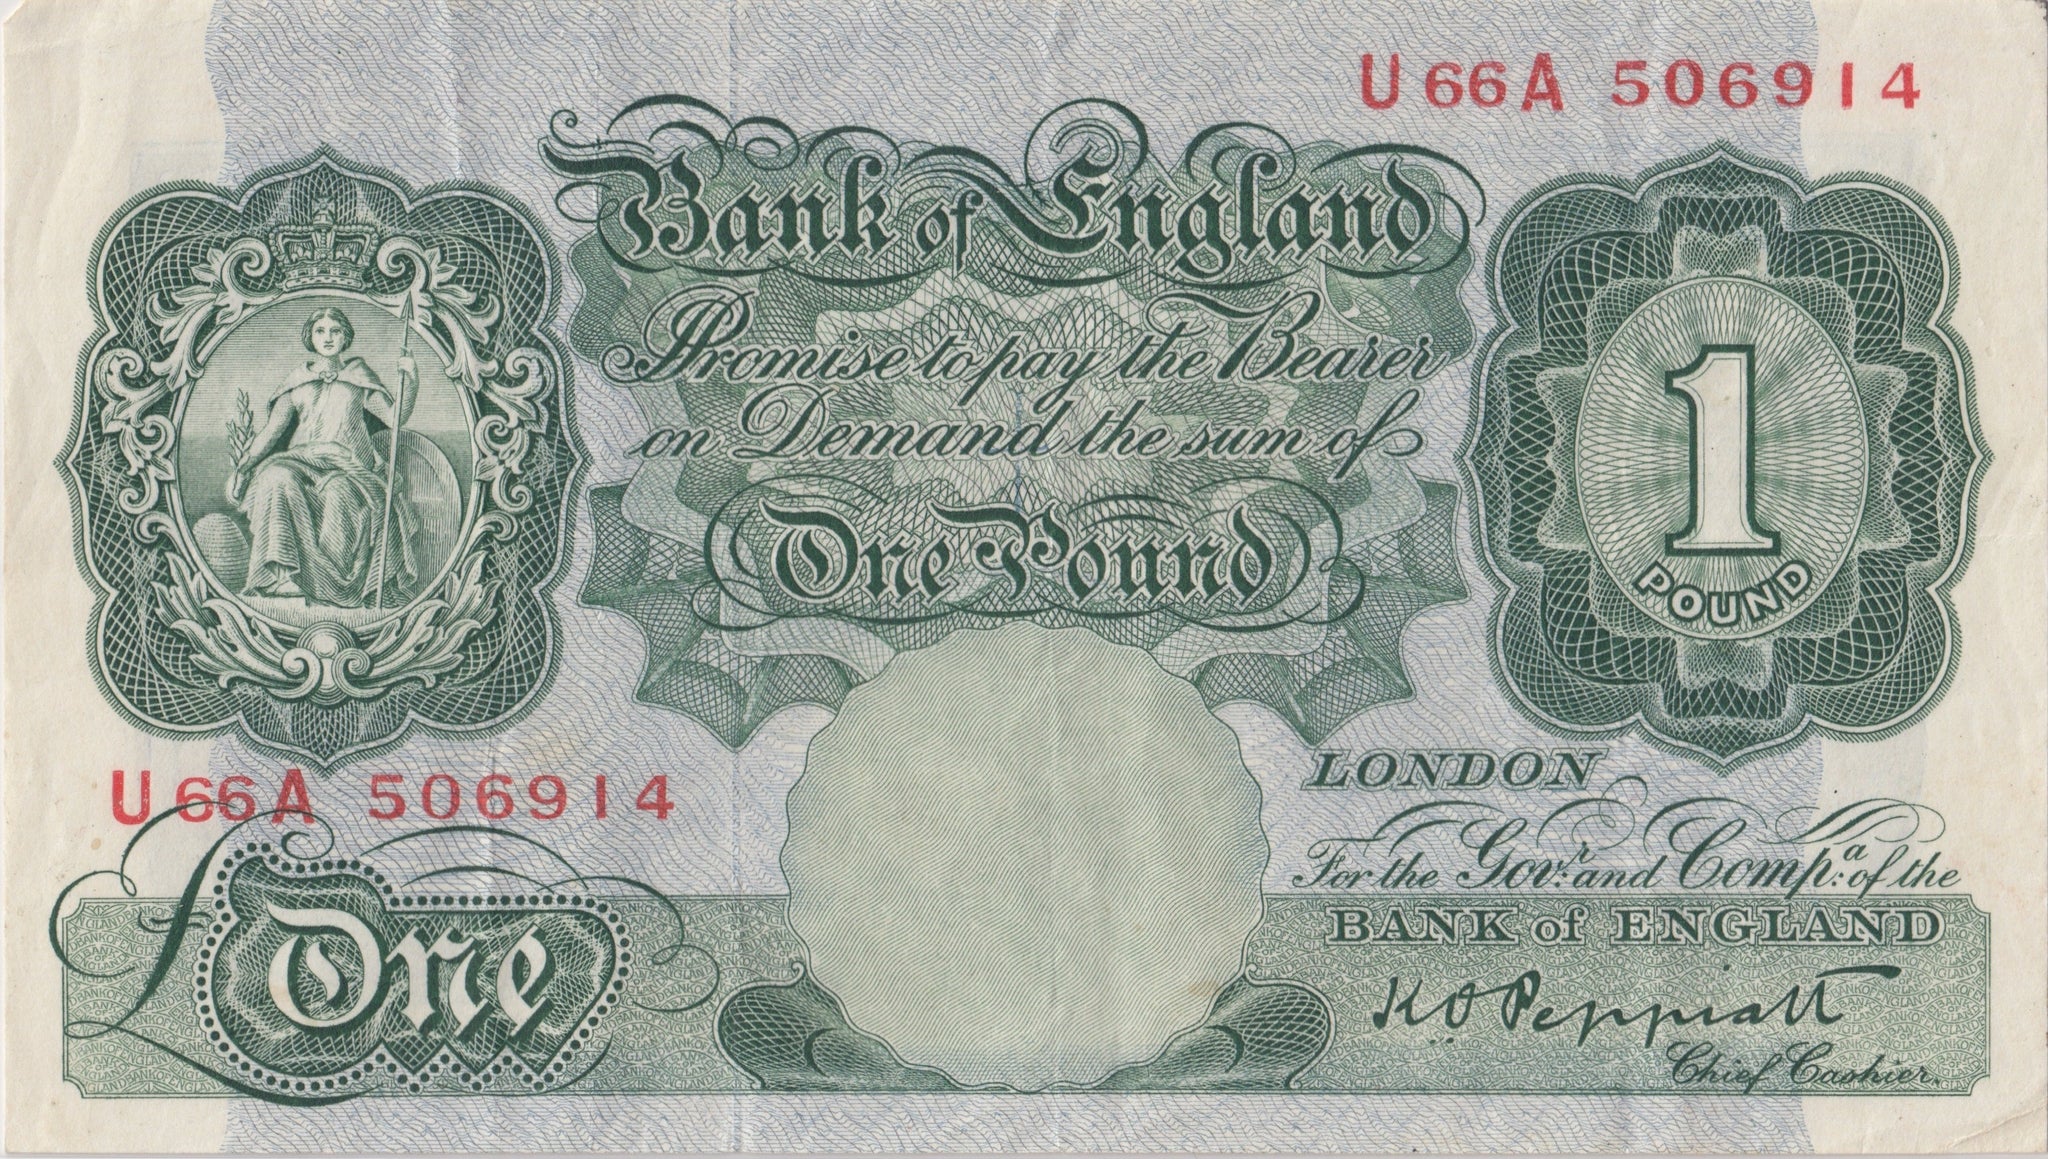 U66A 506914
Bank of England
Promise to pay the Bearer
on Demand the sum of
One Pound
1
POUND
U66A 506914
£One
LONDON
For the Govr. and Compa. of the
BANK of ENGLAND
K O Peppiatt
Chief Cashier.